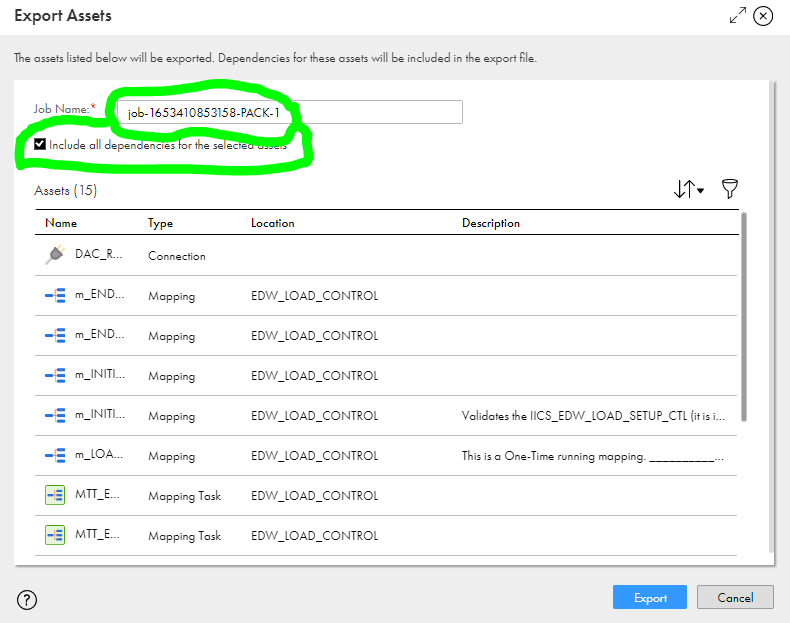 Export Assets
The assets listed below will be exported. Dependencies for these assets will be included in the export file.
Job Name:*
job-1653410853158-PACK-1
Include all dependencies for the selected assets
Assets (15)
Name Type Location Description
DAC_R... Connection
m_END... Mapping EDW_LOAD_CONTROL
m_END... Mapping EDW_LOAD_CONTROL
m_INITI... Mapping EDW_LOAD_CONTROL
m_INITI... Mapping EDW_LOAD_CONTROL Validates the IICS_EDW_LOAD_SETUP_CTL (it is i...
m_LOA... Mapping EDW_LOAD_CONTROL This is a One-Time running mapping. __________...
MTT_E... Mapping Task EDW_LOAD_CONTROL
MTT_E... Mapping Task EDW_LOAD_CONTROL
? Export Cancel